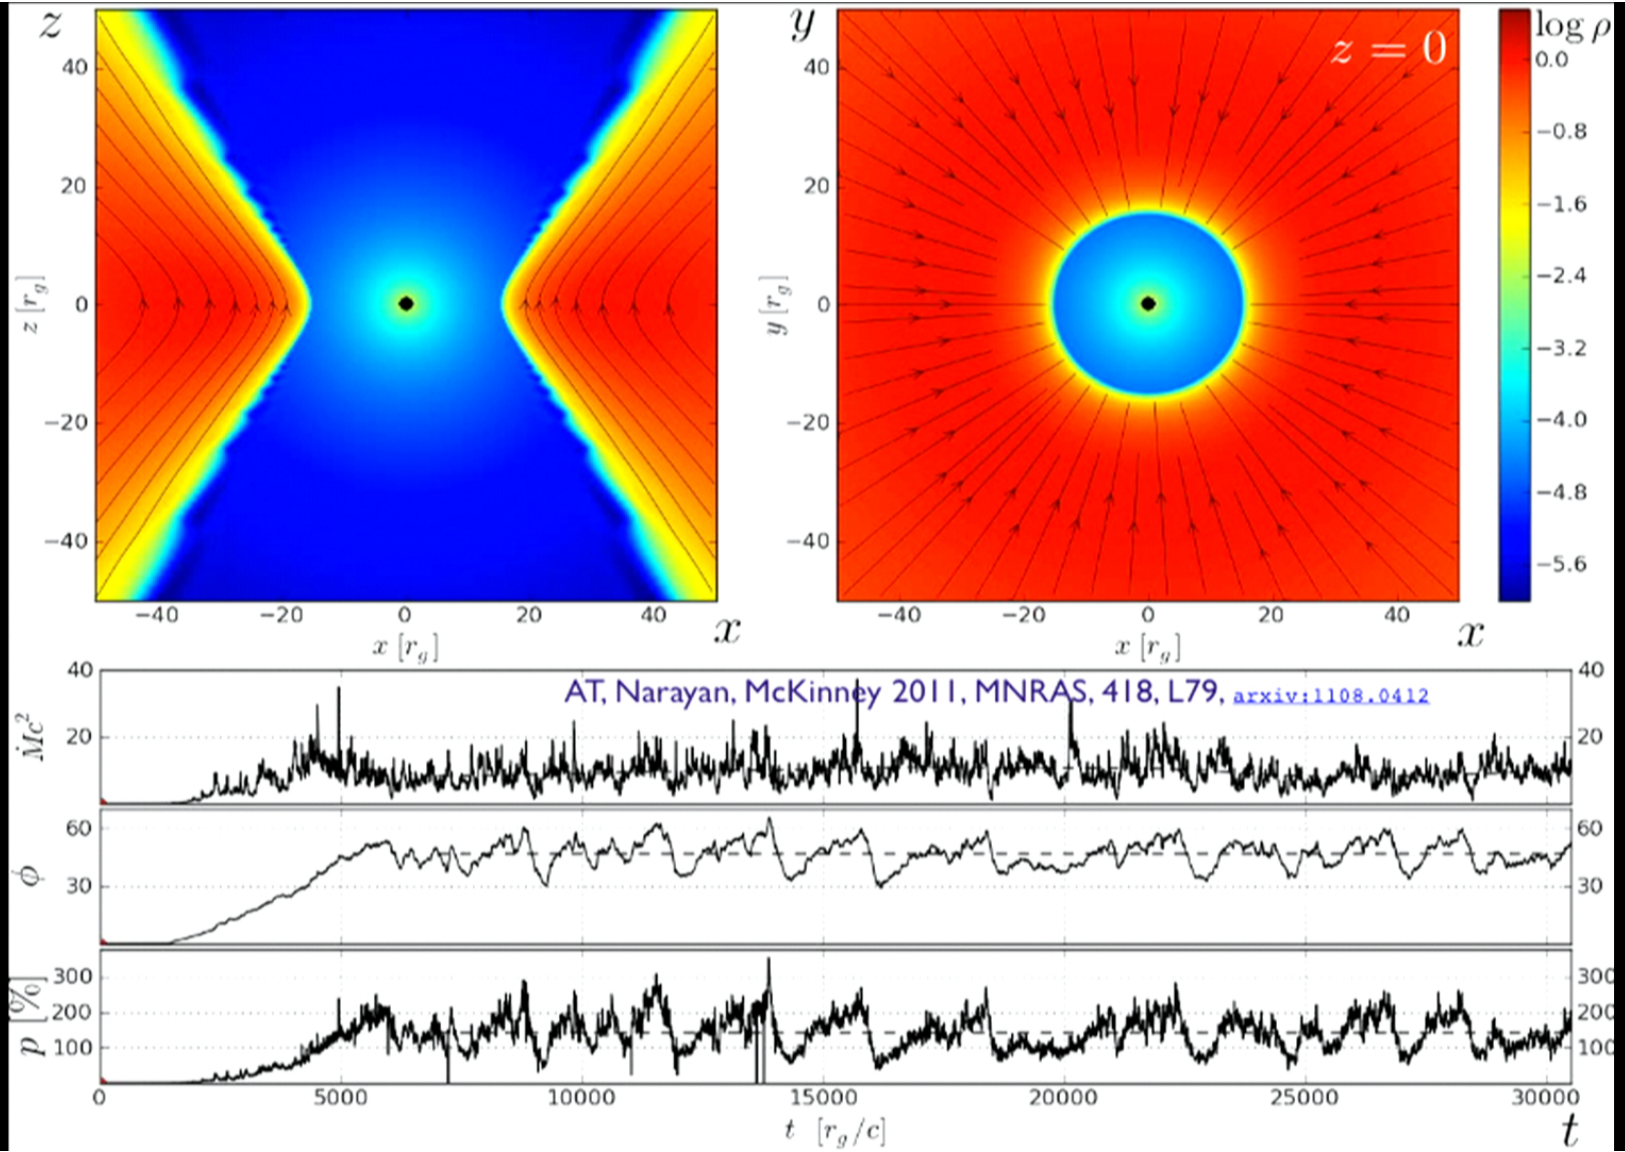 z
40
20
0
−20
−40
z [r_g]
−40 −20 0 20 40
x [r_g]
x
y
z = 0
40
20
0
−20
−40
y [r_g]
−40 −20 0 20 40
x [r_g]
x
log ρ
0.0
−0.8
−1.6
−2.4
−3.2
−4.0
−4.8
−5.6
AT, Narayan, McKinney 2011, MNRAS, 418, L79, arxiv:1108.0412
40
20
Ṁc²
40
20
60
30
ϕ
60
30
300
200
100
p [%]
300
200
100
0 5000 10000 15000 20000 25000 30000
t [r_g/c]
t